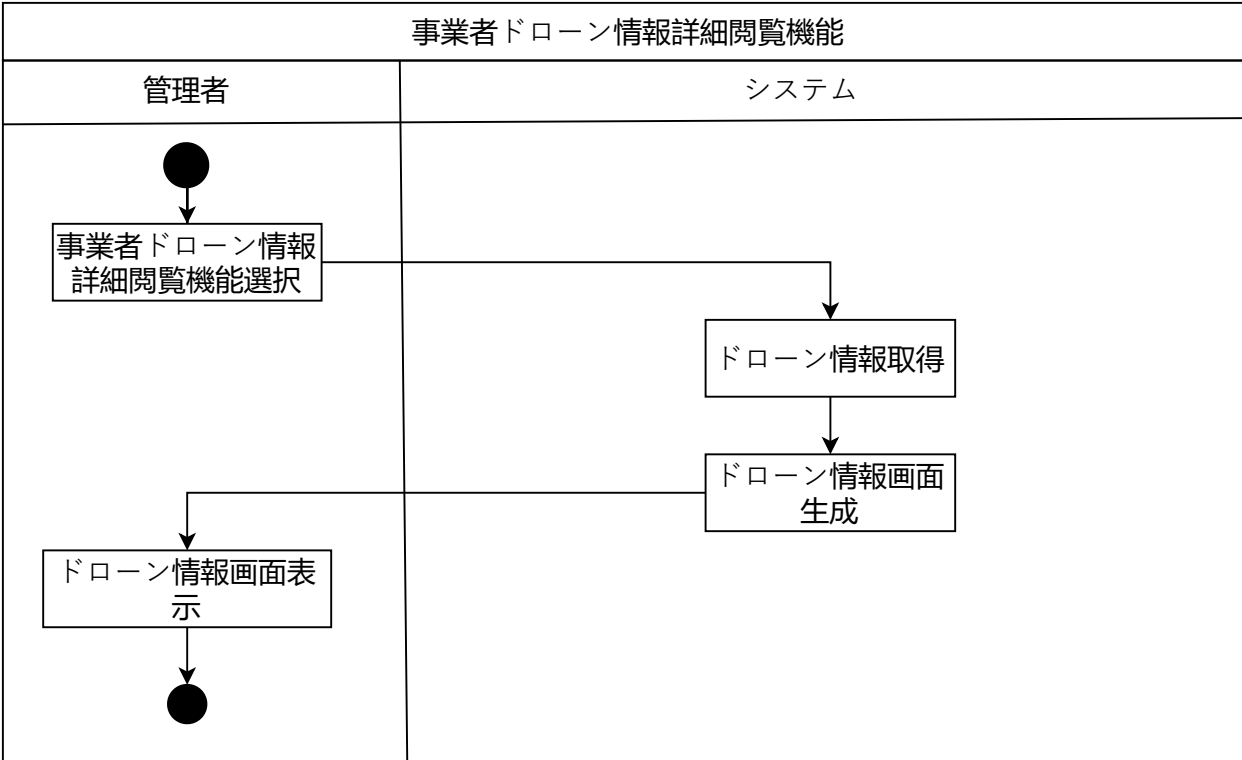 事業者ドローン情報詳細閲覧機能
管理者
システム
事業者ドローン情報
詳細閲覧機能選択
ドローン情報取得
ドローン情報画面
生成
ドローン情報画面表
示